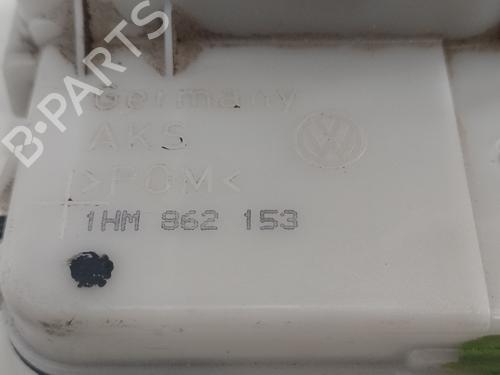 B-PARTS
Germany
AKS
>POM<
1HM 862 153